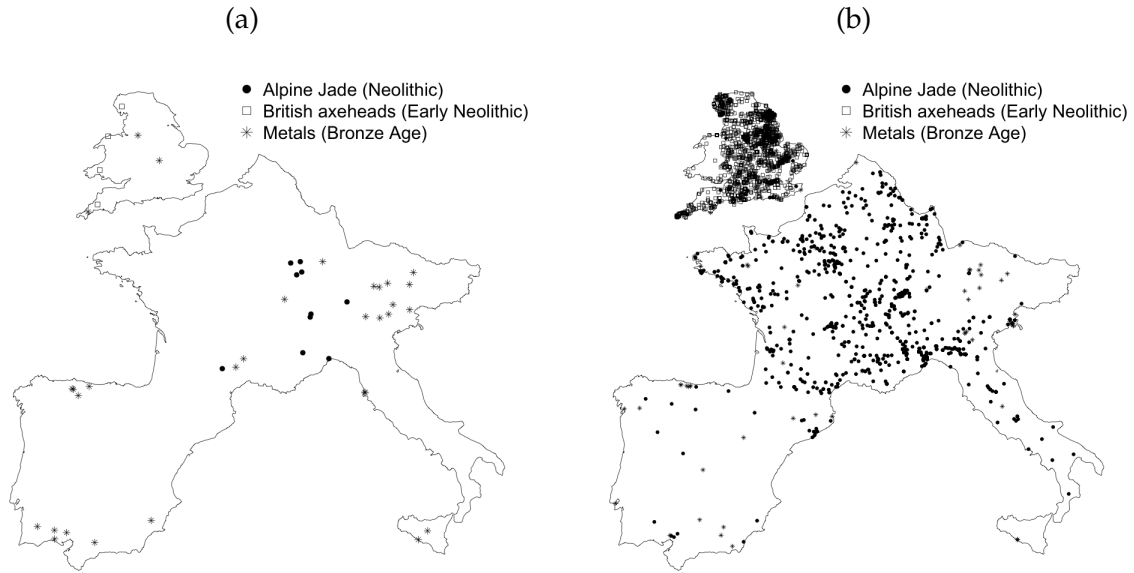 (a)
Alpine Jade (Neolithic)
British axeheads (Early Neolithic)
Metals (Bronze Age)
(b)
Alpine Jade (Neolithic)
British axeheads (Early Neolithic)
Metals (Bronze Age)